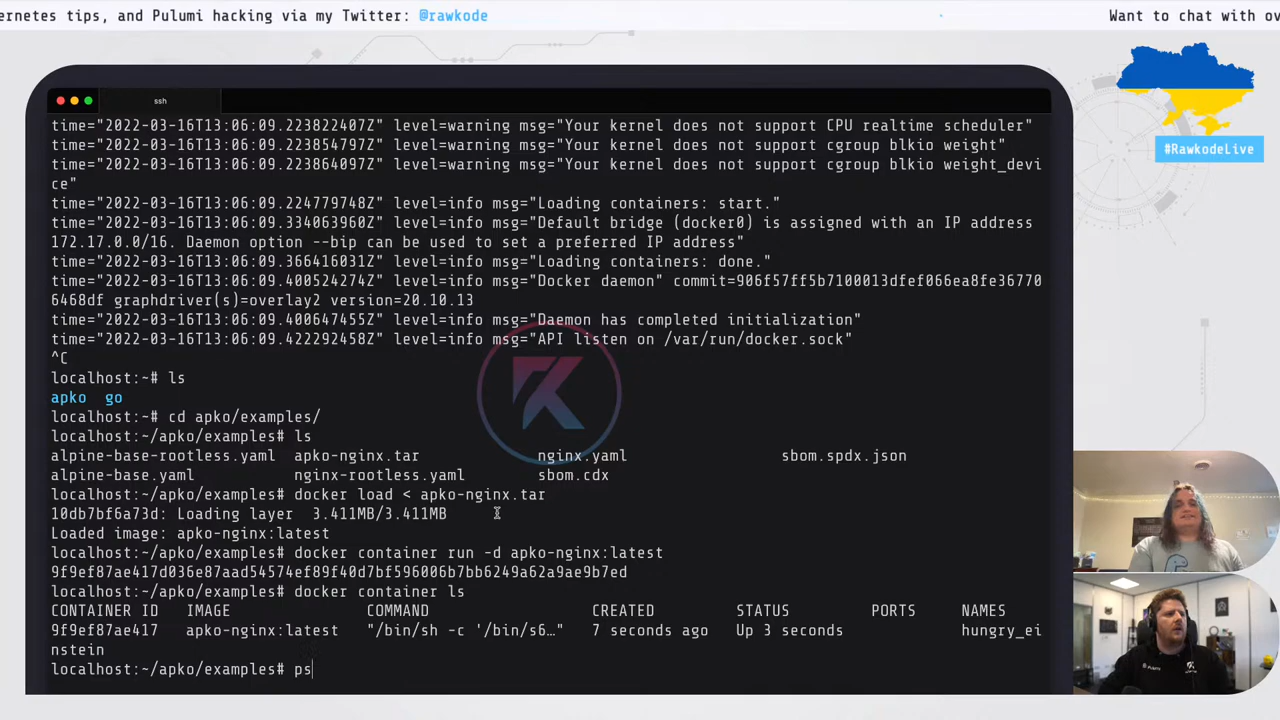 ernetes tips, and Pulumi hacking via my Twitter: @rawkode
Want to chat with ov
#RawkodeLive
ssh
time="2022-03-16T13:06:09.223822407Z" level=warning msg="Your kernel does not support CPU realtime scheduler"
time="2022-03-16T13:06:09.223854797Z" level=warning msg="Your kernel does not support cgroup blkio weight"
time="2022-03-16T13:06:09.223864097Z" level=warning msg="Your kernel does not support cgroup blkio weight_devi
ce"
time="2022-03-16T13:06:09.224779748Z" level=info msg="Loading containers: start."
time="2022-03-16T13:06:09.334063960Z" level=info msg="Default bridge (docker0) is assigned with an IP address
172.17.0.0/16. Daemon option --bip can be used to set a preferred IP address"
time="2022-03-16T13:06:09.366416031Z" level=info msg="Loading containers: done."
time="2022-03-16T13:06:09.400524274Z" level=info msg="Docker daemon" commit=906f57ff5b7100013dfef066ea8fe36770
6468df graphdriver(s)=overlay2 version=20.10.13
time="2022-03-16T13:06:09.400647455Z" level=info msg="Daemon has completed initialization"
time="2022-03-16T13:06:09.422292458Z" level=info msg="API listen on /var/run/docker.sock"
^C
localhost:~# ls
apko  go
localhost:~# cd apko/examples/
localhost:~/apko/examples# ls
alpine-base-rootless.yaml  apko-nginx.tar  nginx.yaml  sbom.spdx.json
alpine-base.yaml  nginx-rootless.yaml  sbom.cdx
localhost:~/apko/examples# docker load < apko-nginx.tar
10db7bf6a73d: Loading layer  3.411MB/3.411MB
Loaded image: apko-nginx:latest
localhost:~/apko/examples# docker container run -d apko-nginx:latest
9f9ef87ae417d036e87aad54574ef89f40d7bf596006b7bb6249a62a9ae9b7ed
localhost:~/apko/examples# docker container ls
CONTAINER ID  IMAGE  COMMAND  CREATED  STATUS  PORTS  NAMES
9f9ef87ae417  apko-nginx:latest  "/bin/sh -c '/bin/s6…"  7 seconds ago  Up 3 seconds  hungry_ei
nstein
localhost:~/apko/examples# ps